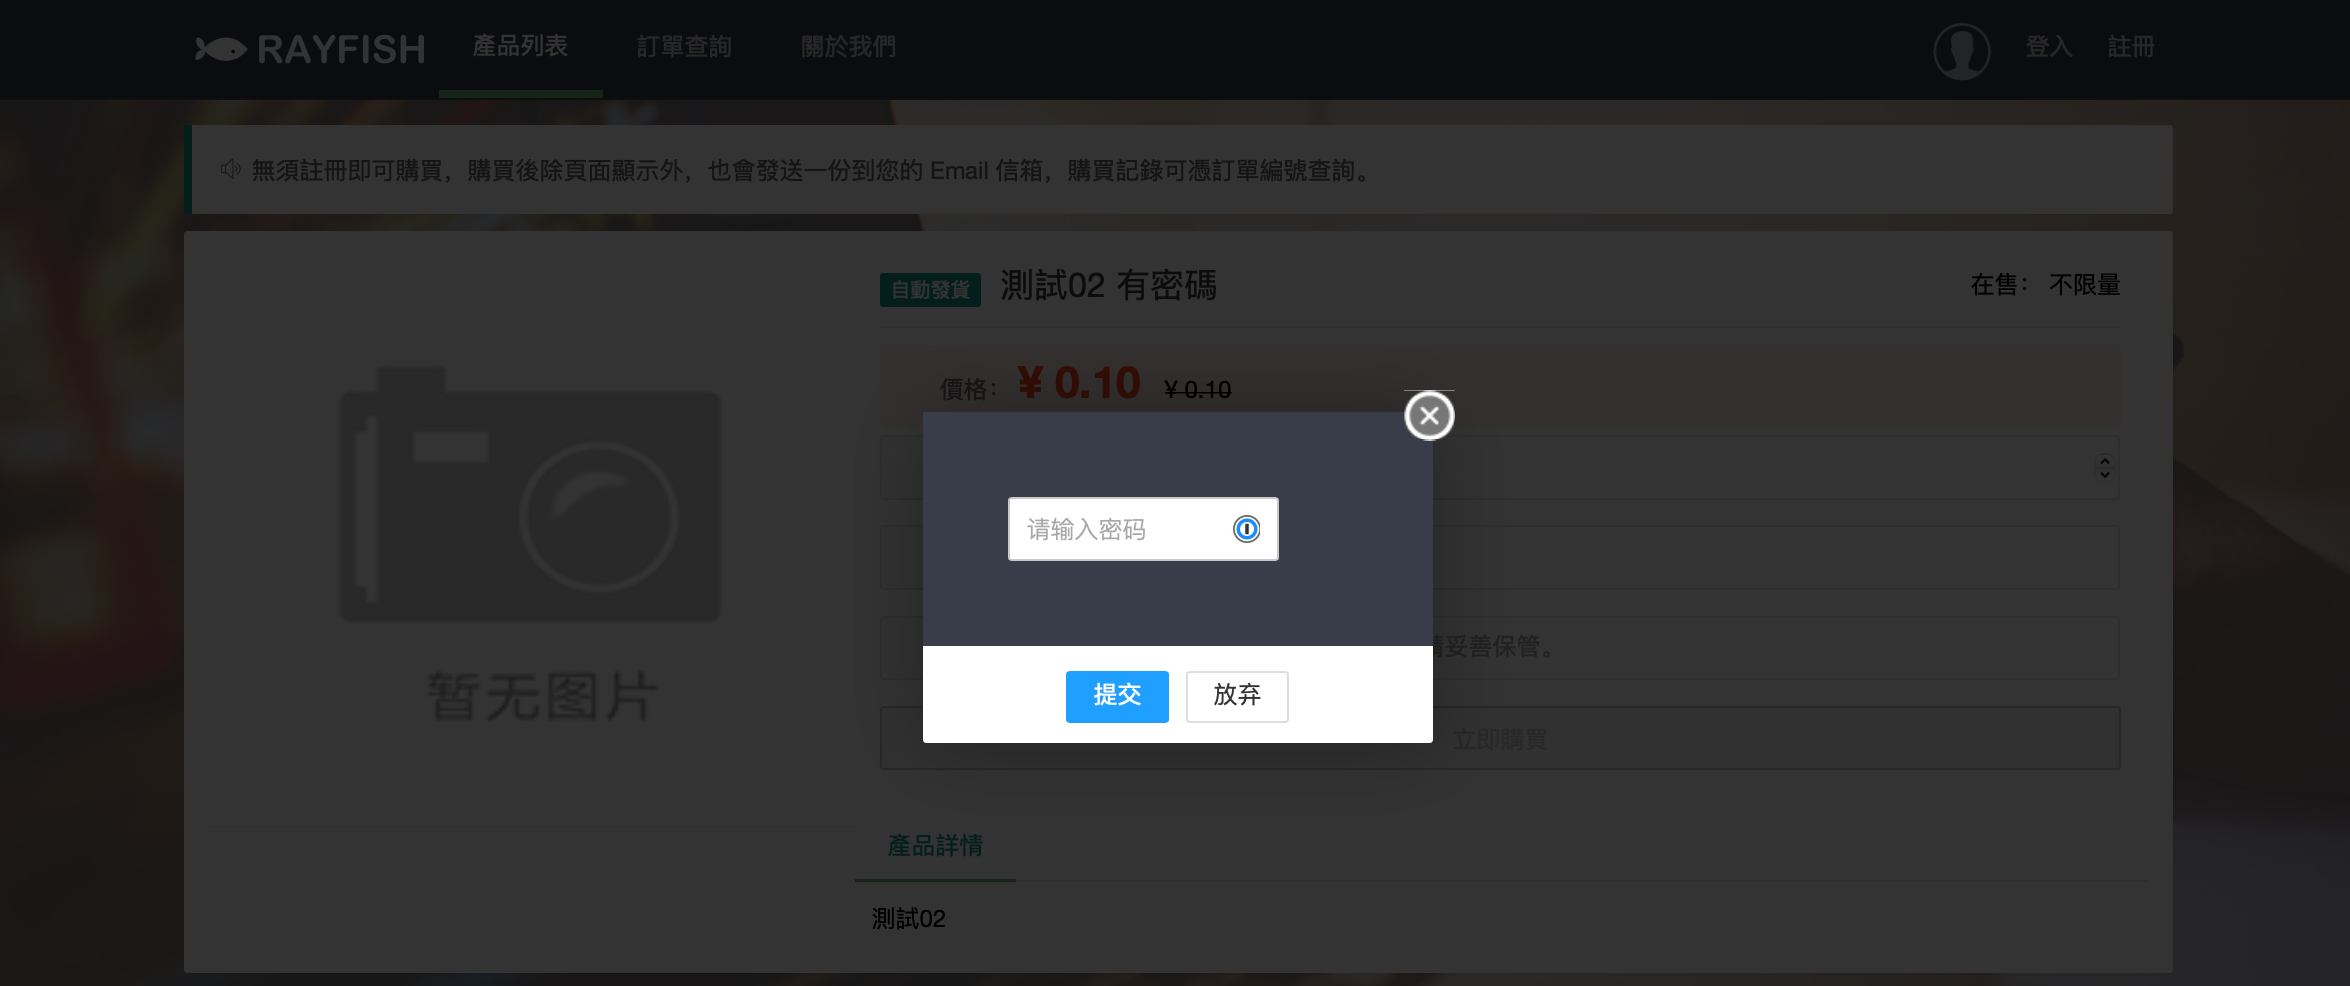 RAYFISH 產品列表 訂單查詢 關於我們 登入 註冊
無須註冊即可購買，購買後除頁面顯示外，也會發送一份到您的 Email 信箱，購買記錄可憑訂單編號查詢。
自動發貨 測試02 有密碼 在售： 不限量
價格： ¥ 0.10 ¥ 0.10
请输入密码
妥善保管。
提交 放弃
立即購買
暂无图片
產品詳情
測試02